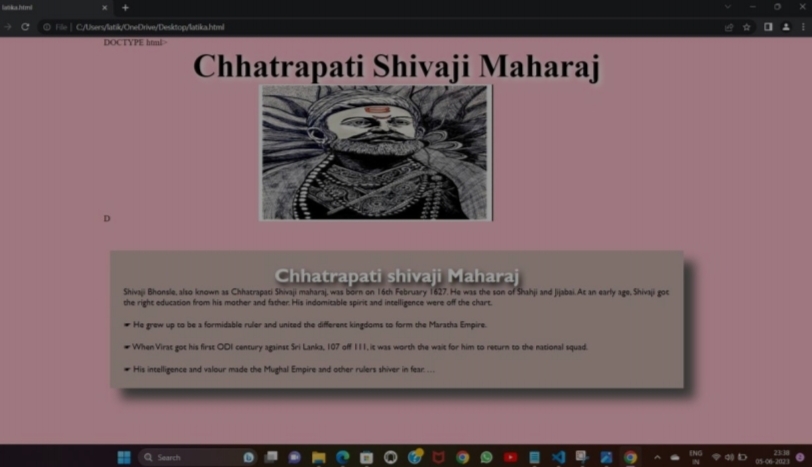 latika.html
File | C:/Users/latik/OneDrive/Desktop/latika.html
DOCTYPE html>
Chhatrapati Shivaji Maharaj
D
Chhatrapati shivaji Maharaj
Shivaji Bhonsle, also known as Chhatrapati Shivaji maharaj, was born on 16th February 1627. He was the son of Shahji and Jijabai. At an early age, Shivaji got
the right education from his mother and father. His indomitable spirit and intelligence were off the chart.
☛ He grew up to be a formidable ruler and united the different kingdoms to form the Maratha Empire.
☛ When Virat got his first ODI century against Sri Lanka, 107 off 111, it was worth the wait for him to return to the national squad.
☛ His intelligence and valour made the Mughal Empire and other rulers shiver in fear. …
Search
ENG
IN
23:38
05-06-2023